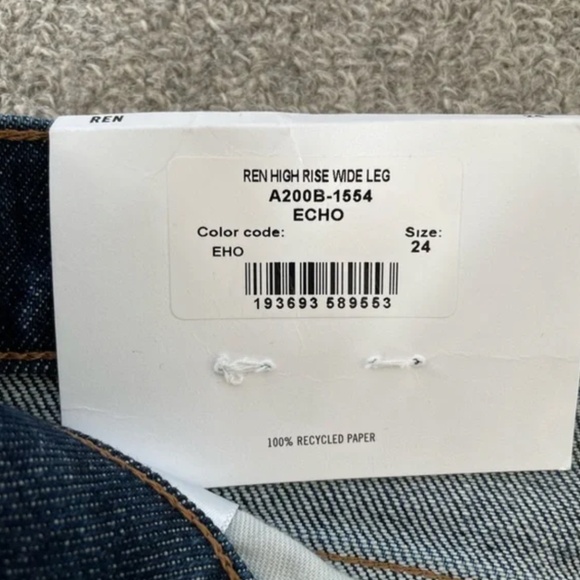 REN
REN HIGH RISE WIDE LEG
A200B-1554
ECHO
Color code: Size:
EHO 24
193693 589553
100% RECYCLED PAPER